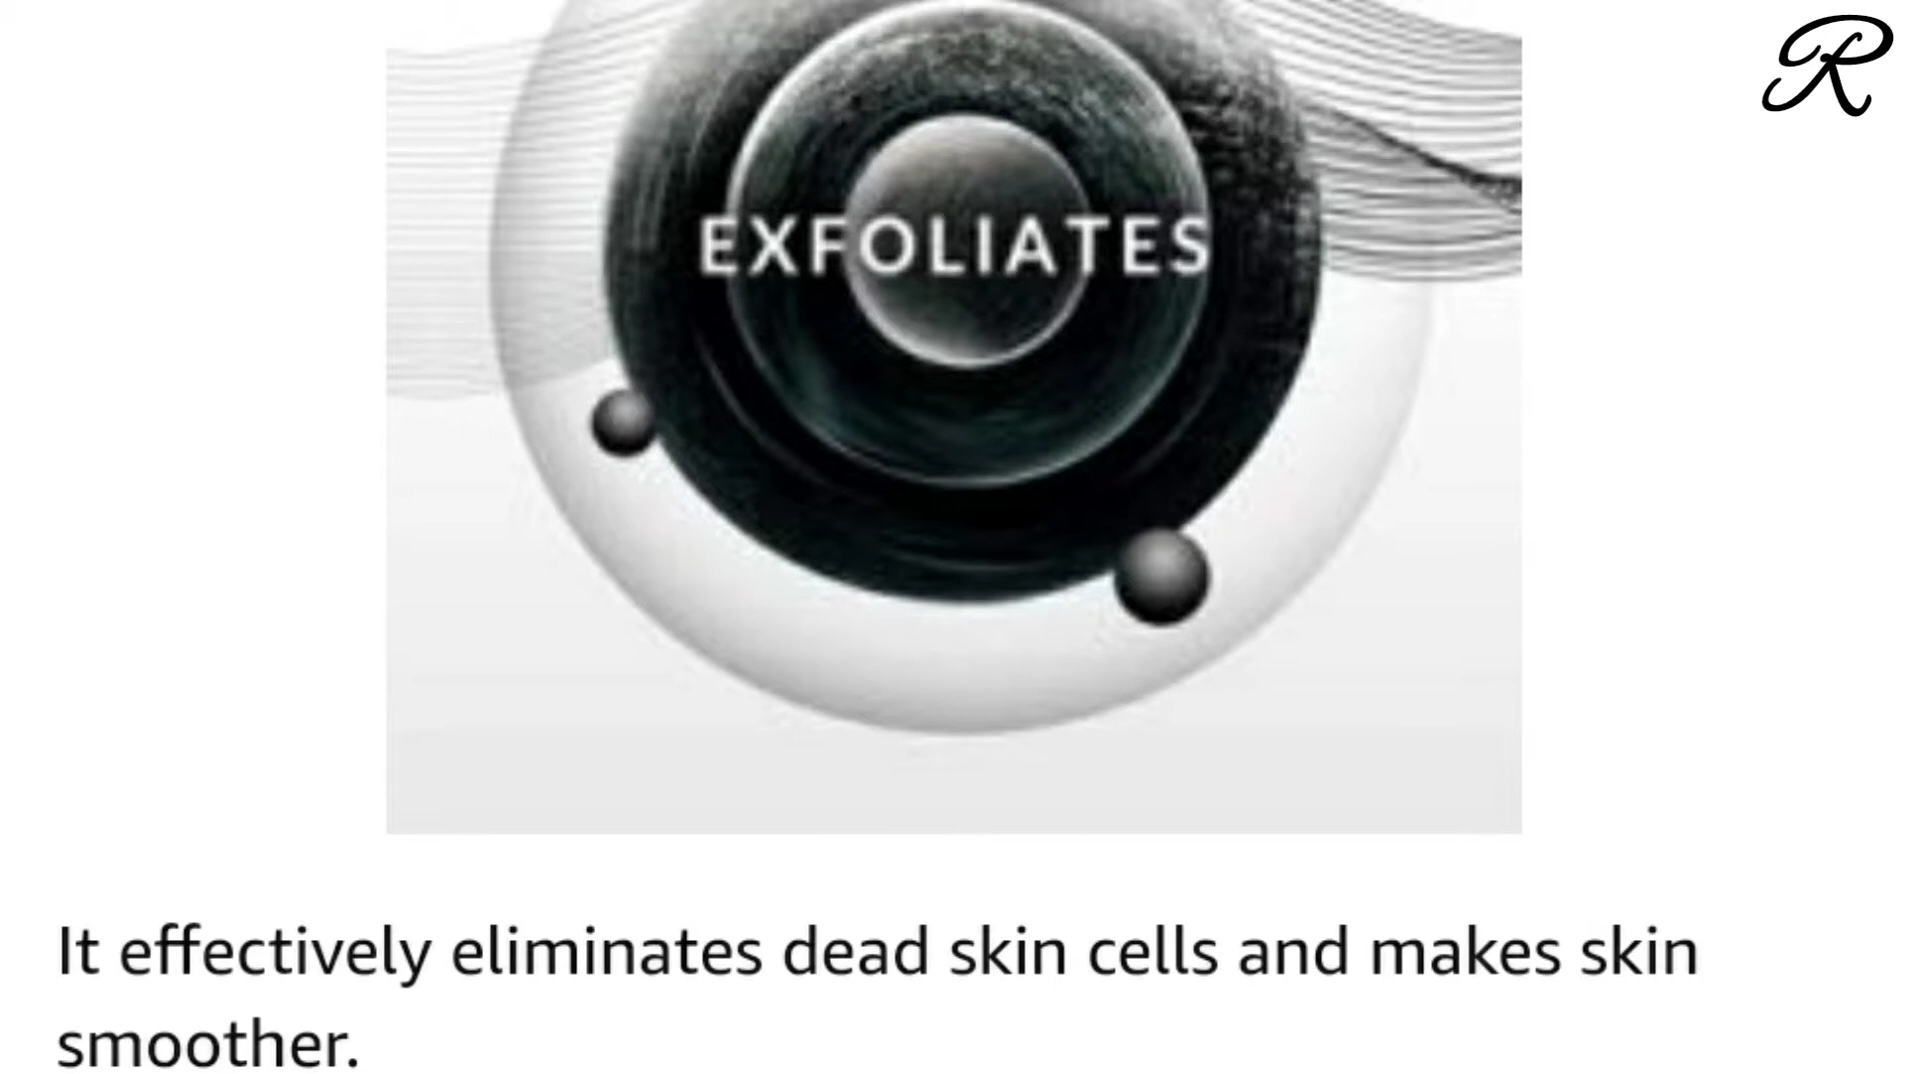 R
EXFOLIATES
It effectively eliminates dead skin cells and makes skin
smoother.